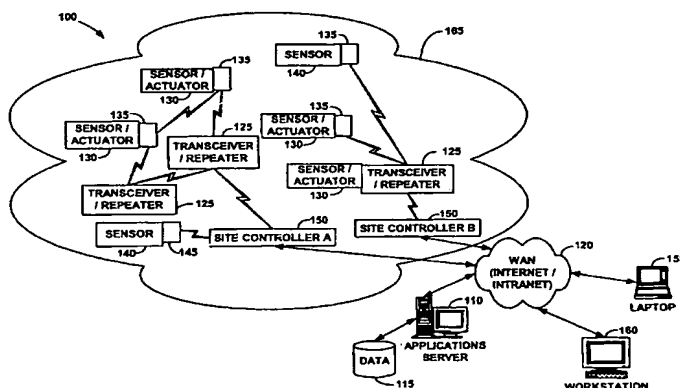 100
165
135
SENSOR
140
135
SENSOR /
ACTUATOR
130
135
SENSOR /
ACTUATOR
130
125
TRANSCEIVER
/ REPEATER
135
SENSOR /
ACTUATOR
130
125
TRANSCEIVER
/ REPEATER
SENSOR /
ACTUATOR
130
TRANSCEIVER
/ REPEATER
125
SENSOR
140
145
150
SITE CONTROLLER A
150
SITE CONTROLLER B
120
WAN
(INTERNET /
INTRANET)
LAPTOP
110
APPLICATIONS
SERVER
DATA
115
160
WORKSTATION